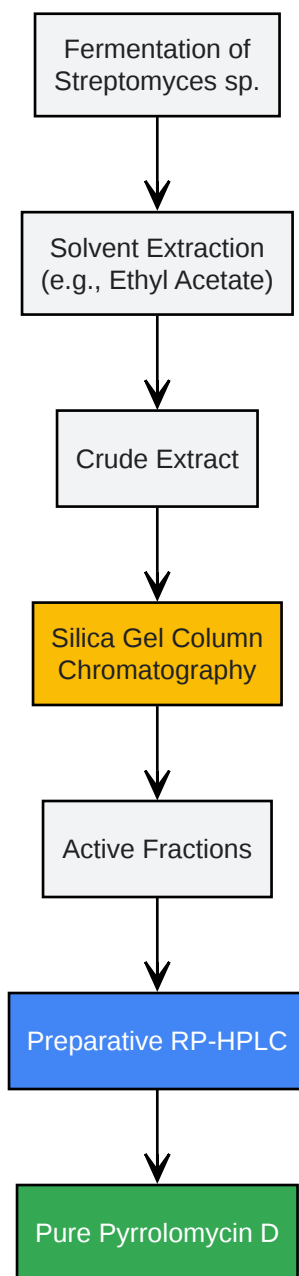 Fermentation of
Streptomyces sp.
Solvent Extraction
(e.g., Ethyl Acetate)
Crude Extract
Silica Gel Column
Chromatography
Active Fractions
Preparative RP-HPLC
Pure Pyrrolomycin D